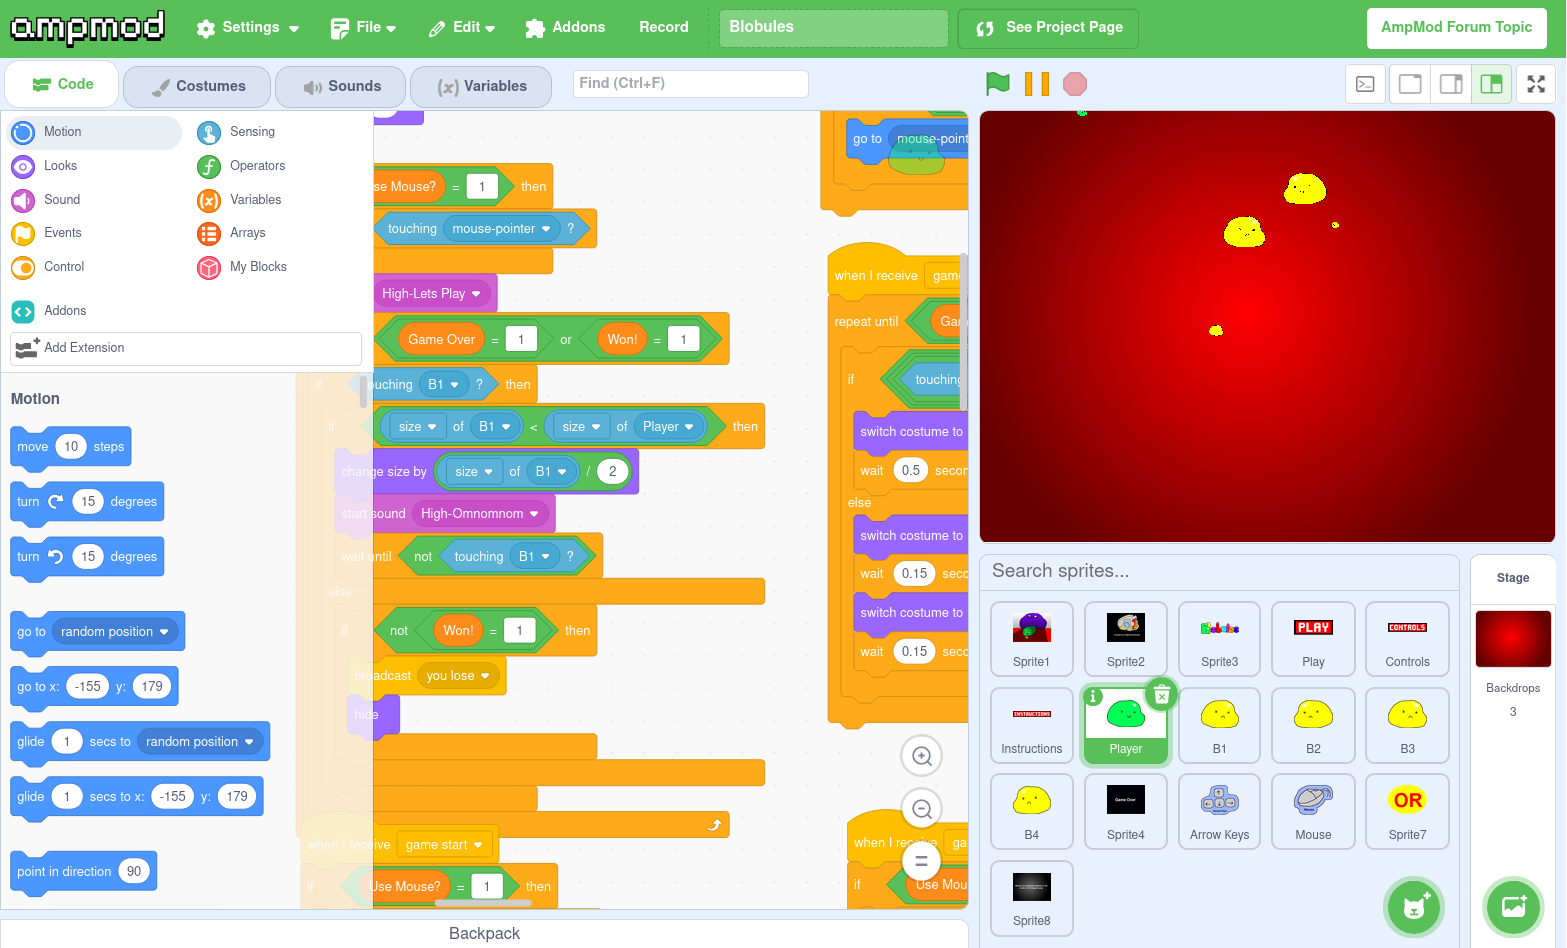 ampmod
Settings
File
Edit
Addons
Record
Blobules
See Project Page
AmpMod Forum Topic
Code
Costumes
Sounds
Variables
Find (Ctrl+F)
Motion
Looks
Sound
Events
Control
Sensing
Operators
Variables
Arrays
My Blocks
Addons
Add Extension
Motion
move 10 steps
turn 15 degrees
turn 15 degrees
go to random position
go to x: -155 y: 179
glide 1 secs to random position
glide 1 secs to x: -155 y: 179
point in direction 90
se Mouse? = 1 then
touching mouse-pointer ?
High-Lets Play
Game Over = 1 or Won! = 1
if touching B1 ? then
if size of B1 < size of Player then
change size by size of B1 / 2
start sound High-Omnomnom
wait until not touching B1 ?
else
if not Won! = 1 then
broadcast you lose
hide
when I receive game start
if Use Mouse? = 1 then
go to mouse-point
when I receive gam
repeat until Gam
if touching
switch costume to
wait 0.5 secon
else
switch costume to
wait 0.15 seco
switch costume to
wait 0.15 seco
when I receive ga
if Use Mou
Backpack
Search sprites...
Sprite1
Sprite2
Blobules
Sprite3
PLAY
Play
CONTROLS
Controls
INSTRUCTIONS
Instructions
Player
B1
B2
B3
B4
Game Over
Sprite4
Arrow Keys
Mouse
OR
Sprite7
Sprite8
Stage
Backdrops
3